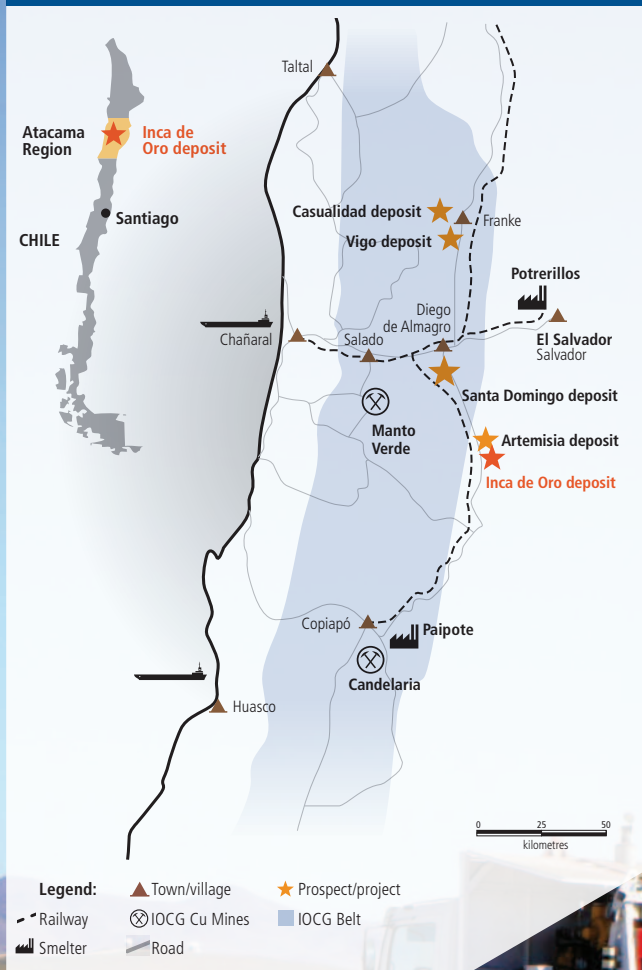 Atacama
Region
Inca de
Oro deposit
Santiago
CHILE
Taltal
Casualidad deposit
Franke
Vigo deposit
Potrerillos
Diego
de Almagro
Chañaral
Salado
El Salvador
Salvador
Santa Domingo deposit
Manto
Verde
Artemisia deposit
Inca de Oro deposit
Copiapó
Paipote
Candelaria
Huasco
0 25 50
kilometres
Legend:
Town/village
Prospect/project
Railway
IOCG Cu Mines
IOCG Belt
Smelter
Road